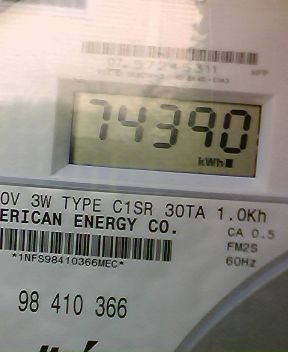 74390
kWh
0V 3W TYPE C1SR 30TA 1.0Kh
ERICAN ENERGY CO.
CA 0.5
FM2S
60Hz
*1NFS98410366MEC*
98 410 366